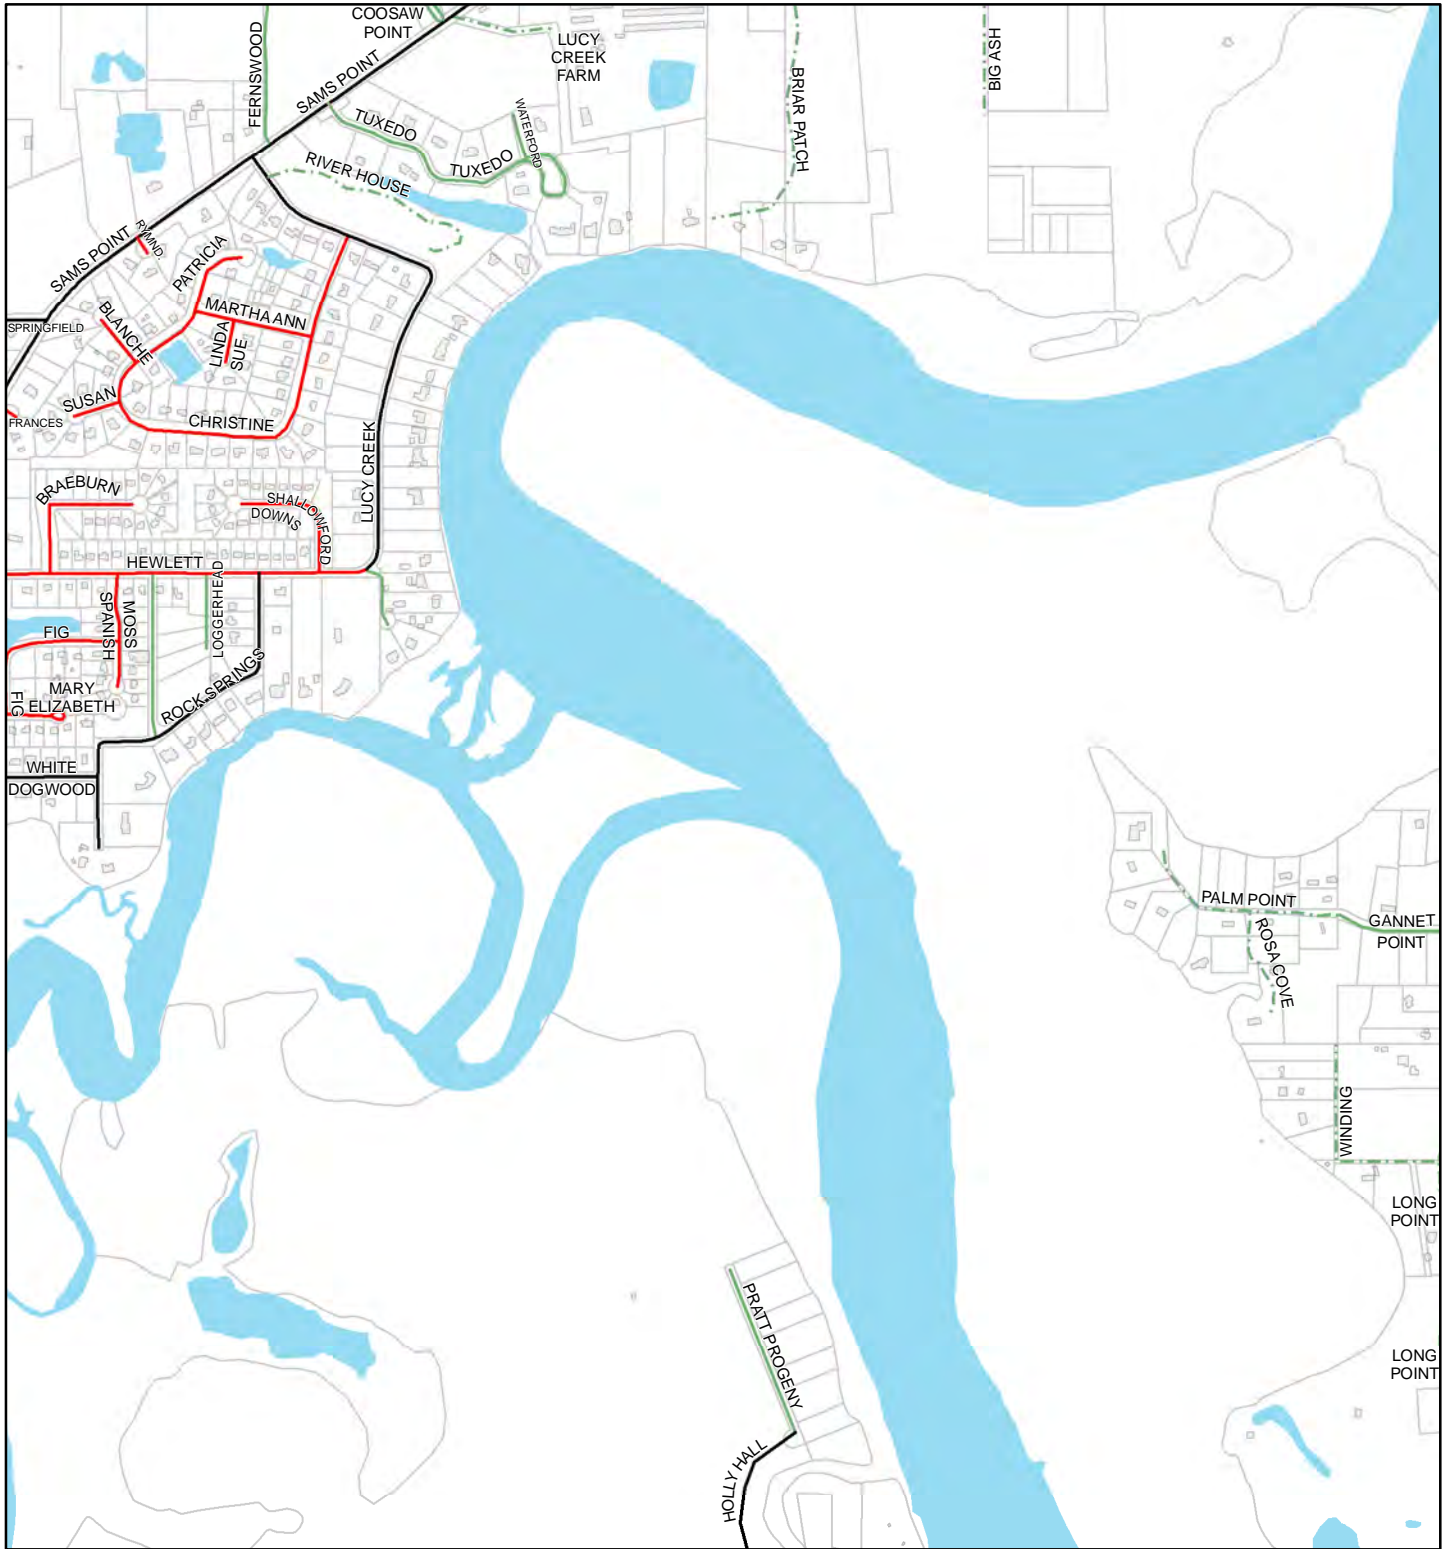 COOSAW
POINT
LUCY
CREEK
FARM
FERNSWOOD
SAMS POINT
BIG ASH
BRIAR PATCH
TUXEDO
WATERFORD
TUXEDO
RIVER HOUSE
SAMS POINT
RYMND.
PATRICIA
MARTHA ANN
BLANCHE
SPRINGFIELD
LINDA
SUE
SUSAN
FRANCES
CHRISTINE
LUCY CREEK
BRAEBURN
SHALLOWFORD
DOWNS
HEWLETT
LOGGERHEAD
SPANISH
MOSS
FIG
FIG
MARY
ELIZABETH
ROCK SPRINGS
WHITE
DOGWOOD
PALM POINT
GANNET
POINT
ROSA COVE
WINDING
LONG
POINT
PRATT PROGENY
LONG
POINT
HOLLY HALL